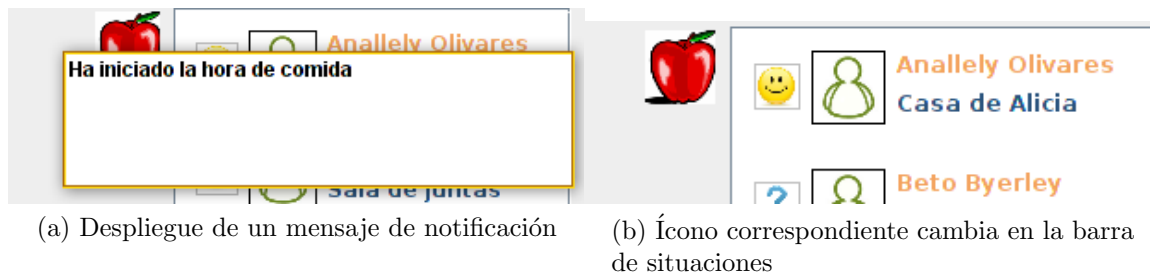 Anallely Olivares
Ha iniciado la hora de comida
Sala de juntas
(a) Despliegue de un mensaje de notificación
Anallely Olivares
Casa de Alicia
Beto Byerley
?
(b) Ícono correspondiente cambia en la barra
de situaciones